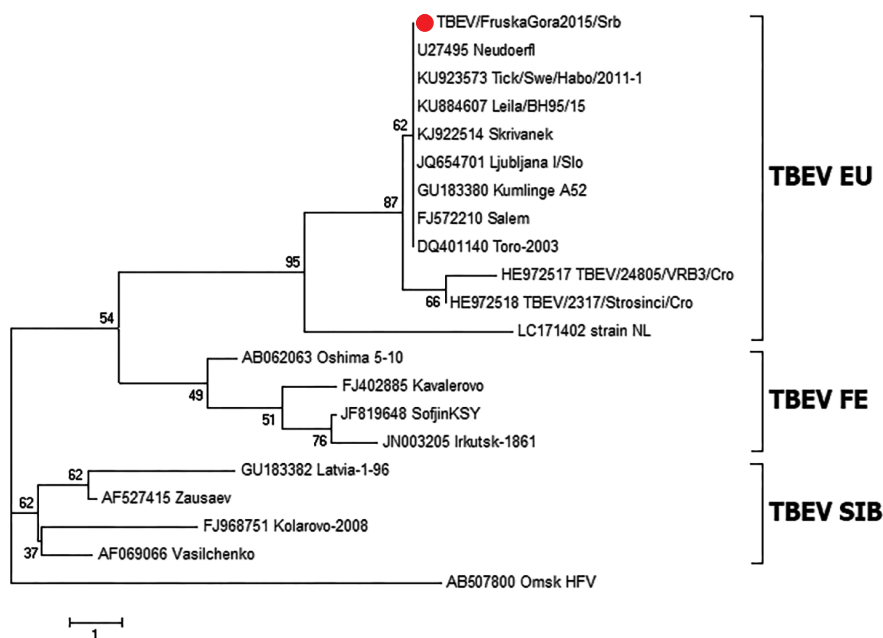 TBEV/FruskaGora2015/Srb
U27495 Neudoerfl
KU923573 Tick/Swe/Habo/2011-1
KU884607 Leila/BH95/15
62
KJ922514 Skrivanek
JQ654701 Ljubljana I/Slo
TBEV EU
GU183380 Kumlinge A52
87
FJ572210 Salem
DQ401140 Toro-2003
95
HE972517 TBEV/24805/VRB3/Cro
66
HE972518 TBEV/2317/Strosinci/Cro
54
LC171402 strain NL
AB062063 Oshima 5-10
FJ402885 Kavalerovo
49
TBEV FE
51
JF819648 SofjinKSY
76
JN003205 Irkutsk-1861
62
GU183382 Latvia-1-96
62
AF527415 Zausaev
TBEV SIB
FJ968751 Kolarovo-2008
37
AF069066 Vasilchenko
AB507800 Omsk HFV
1